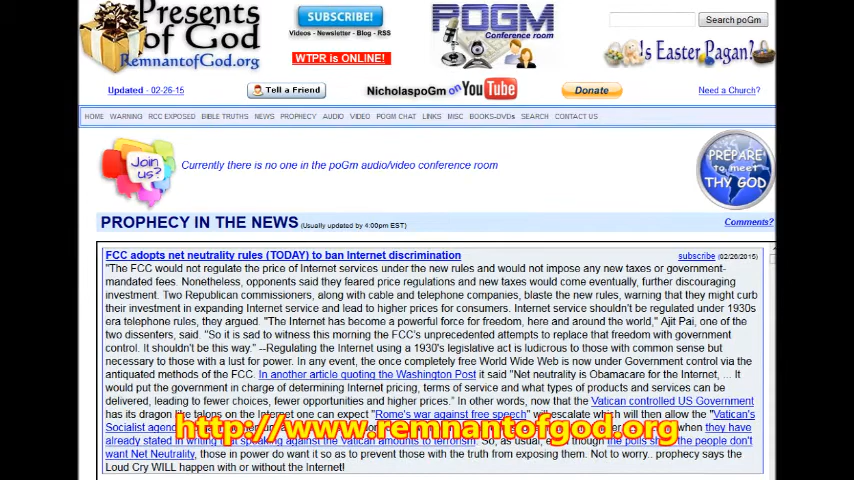 Presents
of God
RemnantofGod.org
SUBSCRIBE!
Videos - Newsletter - Blog - RSS
WTPR is ONLINE!
POGM
Conference room
Search poGm
Is Easter Pagan?
Updated - 02-26-15
Tell a Friend
NicholaspoGm on YouTube
Donate
Need a Church?
HOME WARNING RCC EXPOSED BIBLE TRUTHS NEWS PROPHECY AUDIO VIDEO POGM CHAT LINKS MISC BOOKS-DVDs SEARCH CONTACT US
Join us?
Currently there is no one in the poGm audio/video conference room
PREPARE
to meet
THY GOD
PROPHECY IN THE NEWS (Usually updated by 4:00pm EST)
Comments?
FCC adopts net neutrality rules (TODAY) to ban Internet discrimination
subscribe (02/26/2015)
"The FCC would not regulate the price of Internet services under the new rules and would not impose any new taxes or government-
mandated fees. Nonetheless, opponents said they feared price regulations and new taxes would come eventually, further discouraging
investment. Two Republican commissioners, along with cable and telephone companies, blaste the new rules, warning that they might curb
their investment in expanding Internet service and lead to higher prices for consumers. Internet service shouldn't be regulated under 1930s
era telephone rules, they argued. "The Internet has become a powerful force for freedom, here and around the world," Ajit Pai, one of the
two dissenters, said. "So it is sad to witness this morning the FCC's unprecedented attempts to replace that freedom with government
control. It shouldn't be this way." --Regulating the Internet using a 1930's legislative act is ludicrous to those with common sense but
necessary to those with a lust for power. In any event, the once completely free World Wide Web is now under Government control via the
antiquated methods of the FCC. In another article quoting the Washington Post it said "Net neutrality is Obamacare for the Internet, ... It
would put the government in charge of determining Internet pricing, terms of service and what types of products and services can be
delivered, leading to fewer choices, fewer opportunities and higher prices." In other words, now that the Vatican controlled US Government
has its dragon like talons on the Internet one can expect "Rome's war against free speech" will escalate which will then allow the "Vatican's
Socialist when they have
http://www.remnantofgod.org
already stated in writing that speaking against the Vatican amounts to terrorism. So, as usual, even though the polls show the people don't
want Net Neutrality, those in power do want it so as to prevent those with the truth from exposing them. Not to worry.. prophecy says the
Loud Cry WILL happen with or without the Internet!